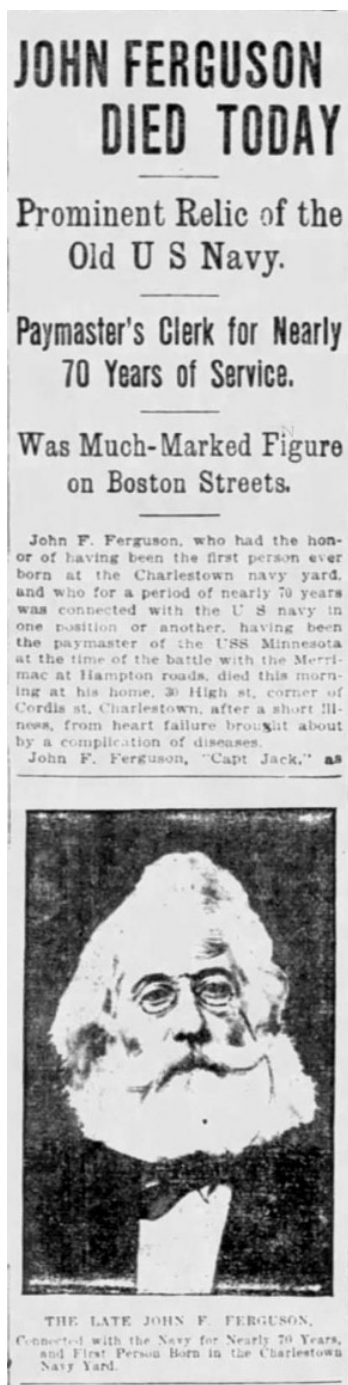 JOHN FERGUSON
DIED TODAY
Prominent Relic of the
Old U S Navy.
Paymaster's Clerk for Nearly
70 Years of Service.
Was Much-Marked Figure
on Boston Streets.
John F. Ferguson, who had the hon-
or of having been the first person ever
born at the Charlestown navy yard,
and who for a period of nearly 70 years
was connected with the U S navy in
one position or another, having been
the paymaster of the USS Minnesota
at the time of the battle with the Merri-
mac at Hampton roads, died this morn-
ing at his home, 30 High st, corner of
Cordis st, Charlestown, after a short ill-
ness, from heart failure brought about
by a complication of diseases.
John F. Ferguson, "Capt Jack," as
THE LATE JOHN F. FERGUSON,
Connected with the Navy for Nearly 70 Years,
and First Person Born in the Charlestown
Navy Yard.